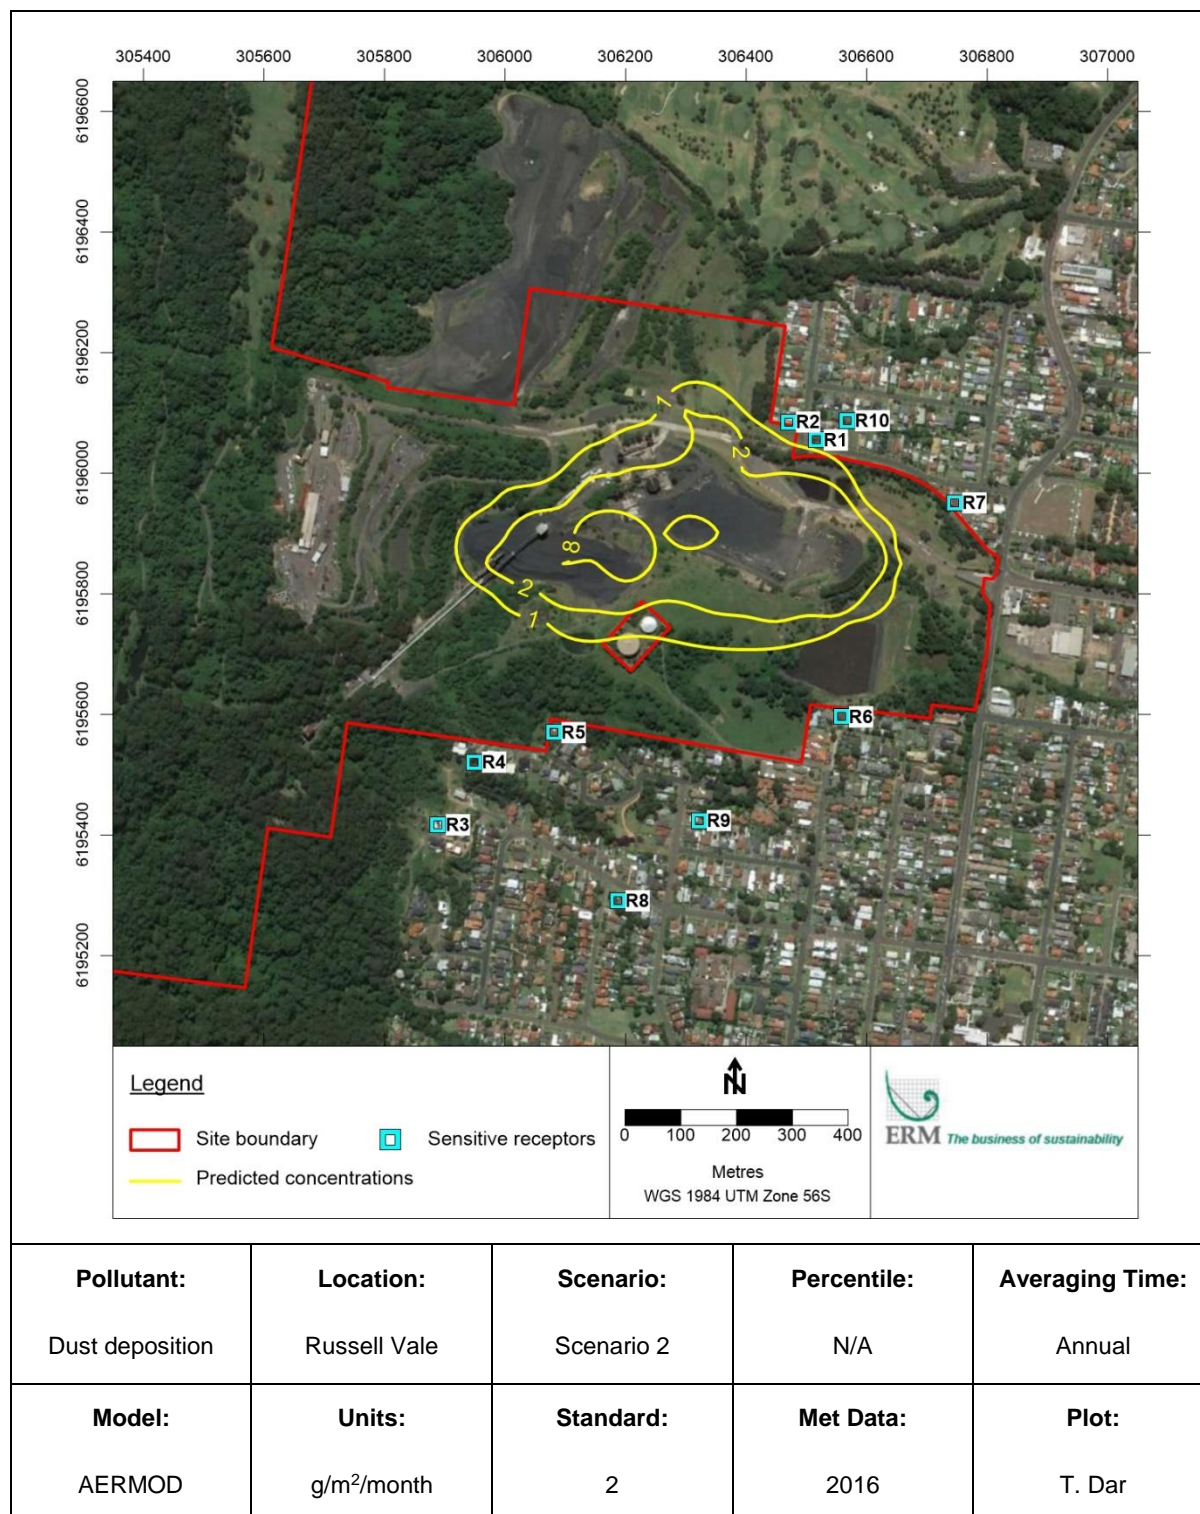 305400 305600 305800 306000 306200 306400 306600 306800 307000
6196600
6196400
6196200
6196000
6195800
6195600
6195400
6195200
1
2
8
2
1
R2
R10
R1
R7
R6
R5
R4
R3
R9
R8
Legend
Site boundary
Sensitive receptors
Predicted concentrations
N
0 100 200 300 400
Metres
WGS 1984 UTM Zone 56S
ERM The business of sustainability
Pollutant: Location: Scenario: Percentile: Averaging Time:
Dust deposition Russell Vale Scenario 2 N/A Annual
Model: Units: Standard: Met Data: Plot:
AERMOD g/m²/month 2 2016 T. Dar